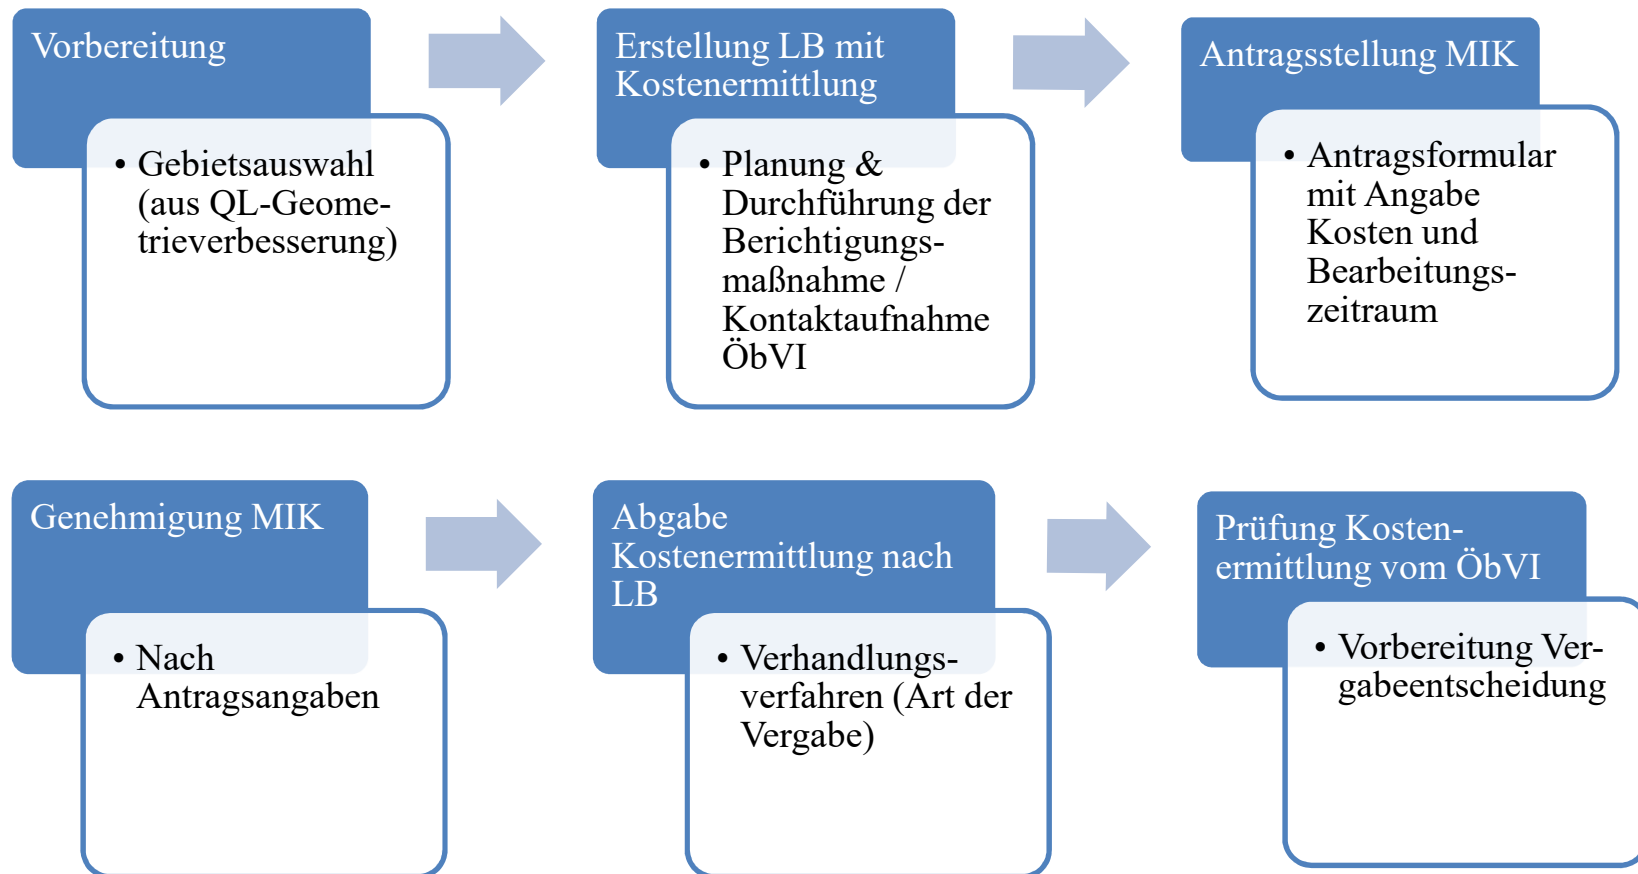 Vorbereitung
• Gebietsauswahl
(aus QL-Geome-
trieverbesserung)
Erstellung LB mit
Kostenermittlung
• Planung &
Durchführung der
Berichtigungs-
maßnahme /
Kontaktaufnahme
ÖbVI
Antragsstellung MIK
• Antragsformular
mit Angabe
Kosten und
Bearbeitungs-
zeitraum
Genehmigung MIK
• Nach
Antragsangaben
Abgabe
Kostenermittlung nach
LB
• Verhandlungs-
verfahren (Art der
Vergabe)
Prüfung Kosten-
ermittlung vom ÖbVI
• Vorbereitung Ver-
gabeentscheidung